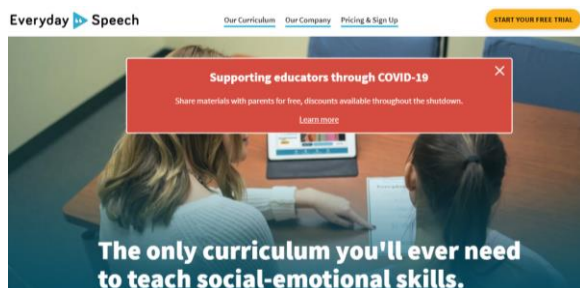 Everyday Speech
Our Curriculum Our Company Pricing & Sign Up
START YOUR FREE TRIAL
Supporting educators through COVID-19
Share materials with parents for free, discounts available throughout the shutdown.
Learn more
The only curriculum you'll ever need
to teach social-emotional skills.